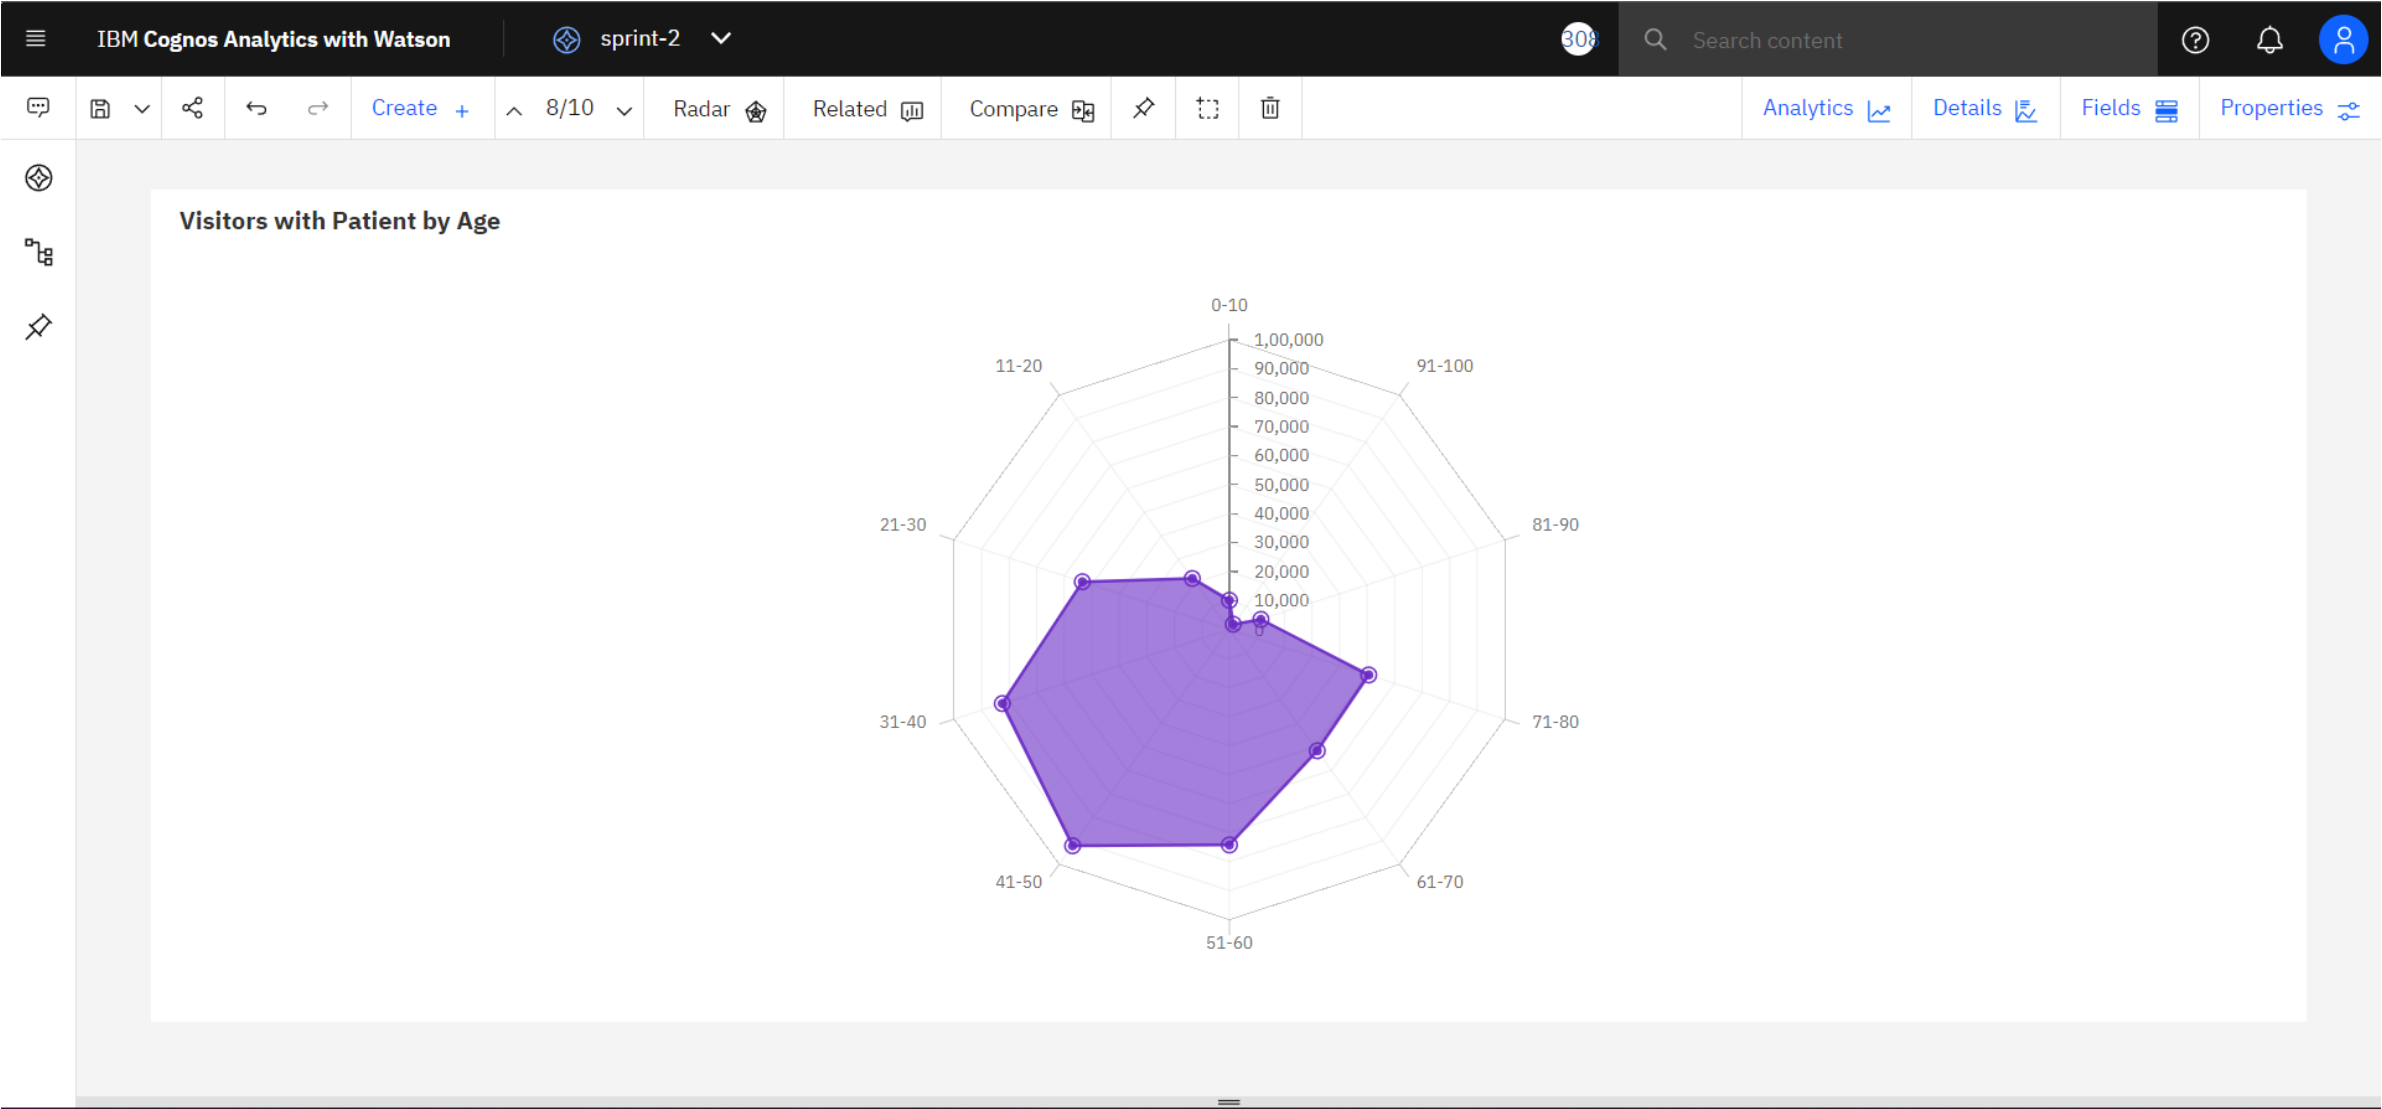 IBM Cognos Analytics with Watson
sprint-2
308
Search content
Create +
8/10
Radar
Related
Compare
Analytics
Details
Fields
Properties
Visitors with Patient by Age
0-10
1,00,000
11-20
91-100
90,000
80,000
70,000
60,000
50,000
21-30
81-90
40,000
30,000
20,000
10,000
0
31-40
71-80
41-50
61-70
51-60